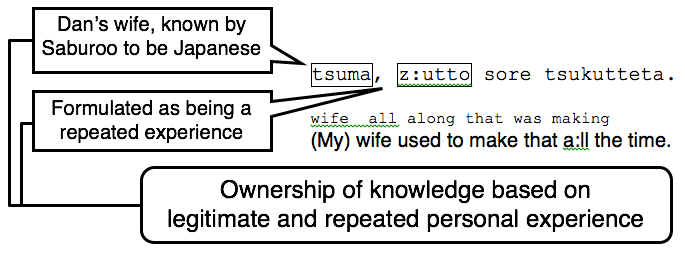 Dan’s wife, known by
Saburoo to be Japanese
tsuma, z:utto sore tsukutteta.
Formulated as being a
repeated experience
wife all along that was making
(My) wife used to make that a:ll the time.
Ownership of knowledge based on
legitimate and repeated personal experience